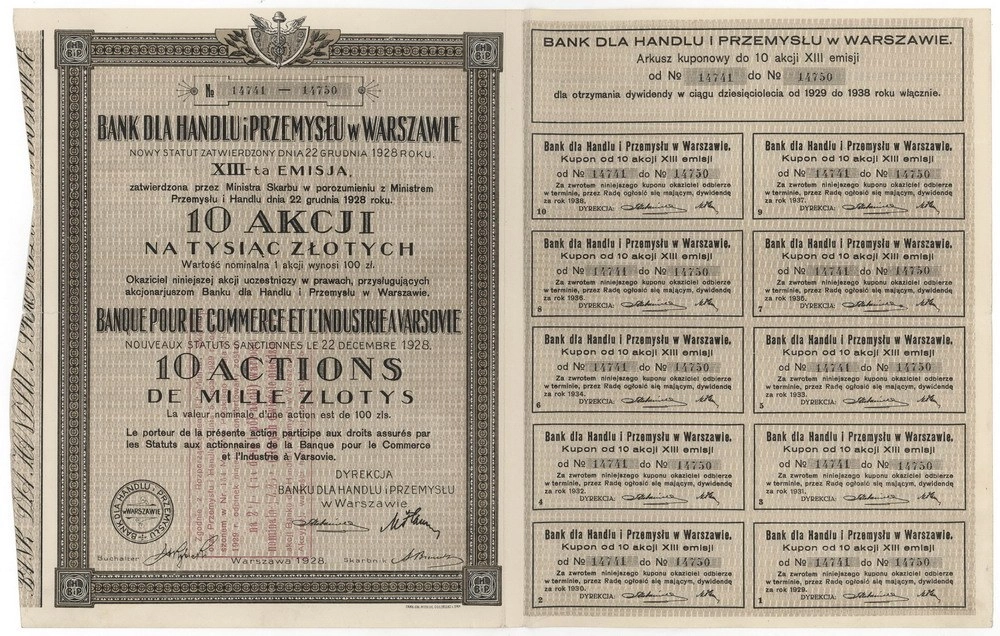 № 14741 — 14750
BANK DLA HANDLU i PRZEMYSŁU w WARSZAWIE
NOWY STATUT ZATWIERDZONY DNIA 22 GRUDNIA 1928 ROKU.
XIII-ta EMISJA,
zatwierdzona przez Ministra Skarbu w porozumieniu z Ministrem
Przemysłu i Handlu dnia 22 grudnia 1928 roku.
10 AKCJI
NA TYSIĄC ZŁOTYCH
Wartość nominalna 1 akcji wynosi 100 zł.
Okaziciel niniejszej akcji uczestniczy w prawach, przysługujących
akcjonarjuszom Banku dla Handlu i Przemysłu w Warszawie.
BANQUE POUR LE COMMERCE ET L'INDUSTRIE A VARSOVIE
NOUVEAUX STATUTS SANCTIONNES LE 22 DECEMBRE 1928.
10 ACTIONS
DE MILLE ZLOTYS
La valeur nominale d'une action est de 100 zls.
Le porteur de la présente action participe aux droits assurés par
les Statuts aux actionnaires de la Banque pour le Commerce
et l'Industrie à Varsovie.
DYREKCJA
BANKU DLA HANDLU i PRZEMYSŁU
w Warszawie
BANK DLA HANDLU i PRZEMYSŁU
w WARSZAWIE
Buchalter
Warszawa 1928.
Skarbnik
BANK DLA HANDLU I PRZEMYSŁU w WARSZAWIE.
Arkusz kuponowy do 10 akcji XIII emisji
od № 14741 do № 14750
dla otrzymania dywidendy w ciągu dziesięciolecia od 1929 do 1938 roku włącznie.
Bank dla Handlu i Przemysłu w Warszawie.
Kupon od 10 akcji XIII emisji
od № 14741 do № 14750
Za zwrotem niniejszego kuponu okaziciel odbierze
w terminie, przez Radę ogłosić się mającym, dywidendę
za rok 1938.
10 DYREKCJA:
Bank dla Handlu i Przemysłu w Warszawie.
Kupon od 10 akcji XIII emisji
od № 14741 do № 14750
Za zwrotem niniejszego kuponu okaziciel odbierze
w terminie, przez Radę ogłosić się mającym, dywidendę
za rok 1937.
9 DYREKCJA:
Bank dla Handlu i Przemysłu w Warszawie.
Kupon od 10 akcji XIII emisji
od № 14741 do № 14750
Za zwrotem niniejszego kuponu okaziciel odbierze
w terminie, przez Radę ogłosić się mającym, dywidendę
za rok 1936.
8 DYREKCJA:
Bank dla Handlu i Przemysłu w Warszawie.
Kupon od 10 akcji XIII emisji
od № 14741 do № 14750
Za zwrotem niniejszego kuponu okaziciel odbierze
w terminie, przez Radę ogłosić się mającym, dywidendę
za rok 1935.
7 DYREKCJA:
Bank dla Handlu i Przemysłu w Warszawie.
Kupon od 10 akcji XIII emisji
od № 14741 do № 14750
Za zwrotem niniejszego kuponu okaziciel odbierze
w terminie, przez Radę ogłosić się mającym, dywidendę
za rok 1934.
6 DYREKCJA:
Bank dla Handlu i Przemysłu w Warszawie.
Kupon od 10 akcji XIII emisji
od № 14741 do № 14750
Za zwrotem niniejszego kuponu okaziciel odbierze
w terminie, przez Radę ogłosić się mającym, dywidendę
za rok 1933.
5 DYREKCJA:
Bank dla Handlu i Przemysłu w Warszawie.
Kupon od 10 akcji XIII emisji
od № 14741 do № 14750
Za zwrotem niniejszego kuponu okaziciel odbierze
w terminie, przez Radę ogłosić się mającym, dywidendę
za rok 1932.
4 DYREKCJA:
Bank dla Handlu i Przemysłu w Warszawie.
Kupon od 10 akcji XIII emisji
od № 14741 do № 14750
Za zwrotem niniejszego kuponu okaziciel odbierze
w terminie, przez Radę ogłosić się mającym, dywidendę
za rok 1931.
3 DYREKCJA:
Bank dla Handlu i Przemysłu w Warszawie.
Kupon od 10 akcji XIII emisji
od № 14741 do № 14750
Za zwrotem niniejszego kuponu okaziciel odbierze
w terminie, przez Radę ogłosić się mającym, dywidendę
za rok 1930.
2 DYREKCJA:
Bank dla Handlu i Przemysłu w Warszawie.
Kupon od 10 akcji XIII emisji
od № 14741 do № 14750
Za zwrotem niniejszego kuponu okaziciel odbierze
w terminie, przez Radę ogłosić się mającym, dywidendę
za rok 1929.
1 DYREKCJA: